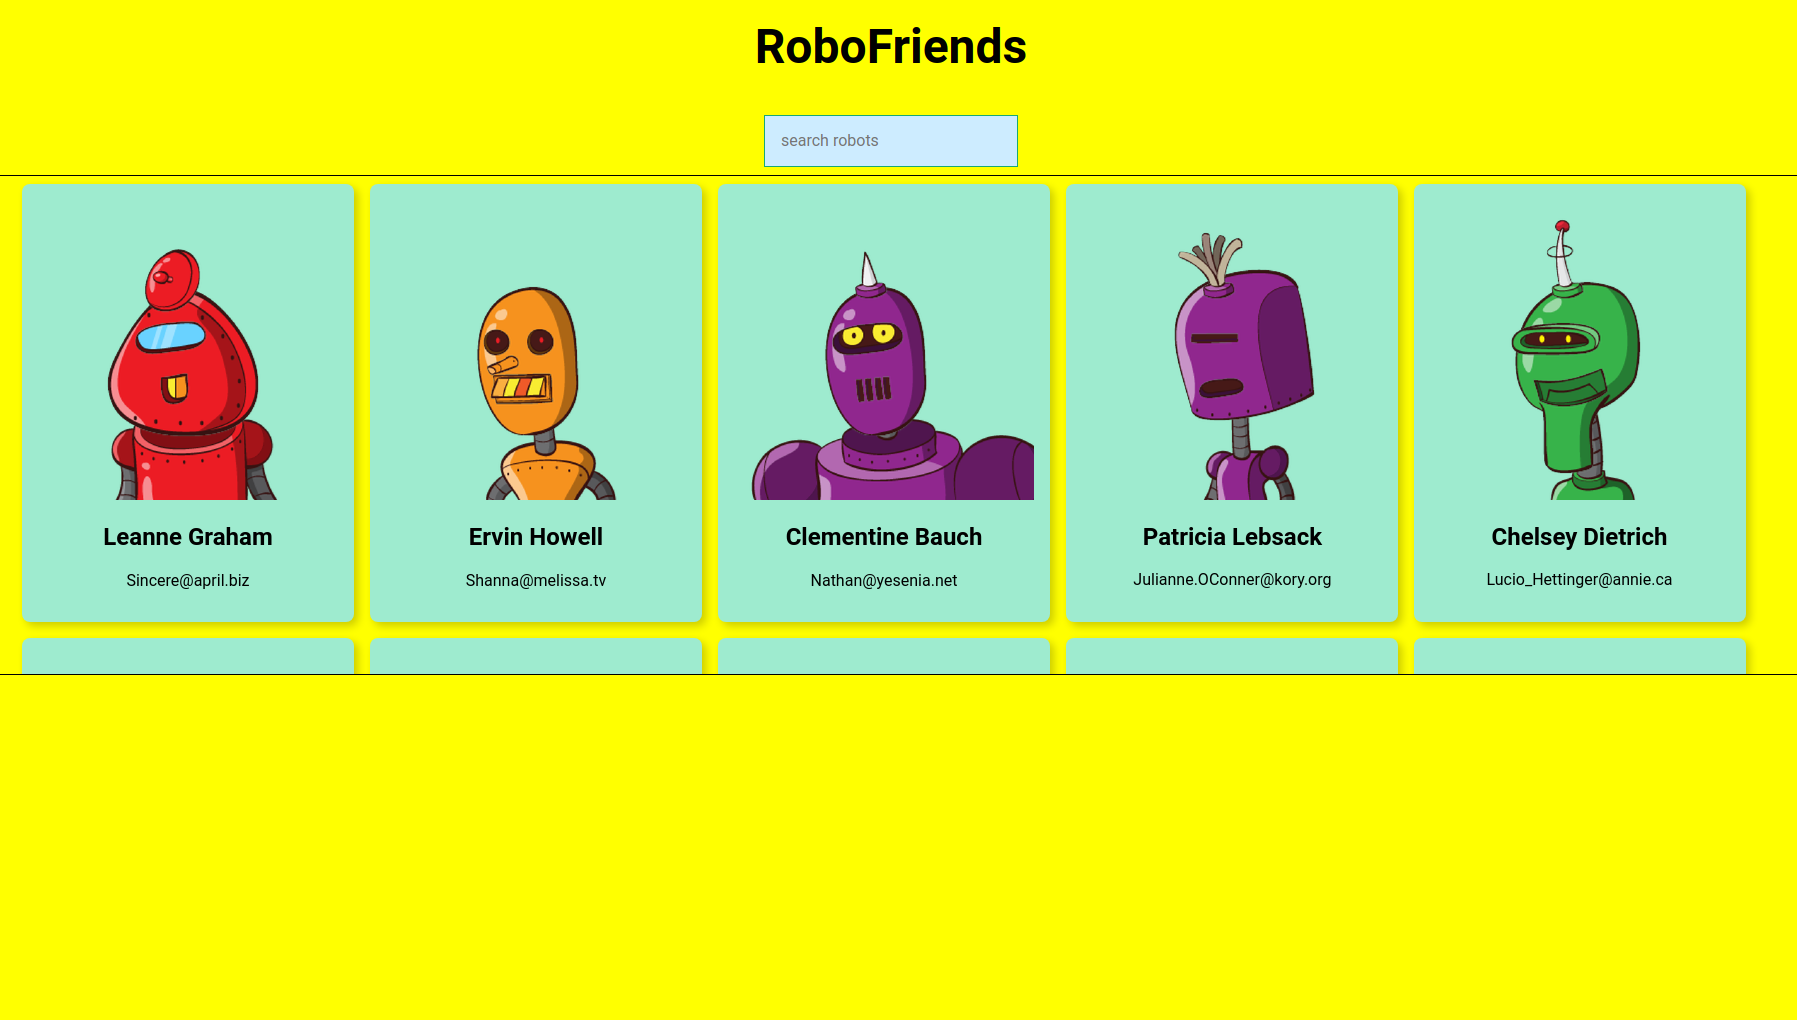 RoboFriends
search robots
Leanne Graham
Sincere@april.biz
Ervin Howell
Shanna@melissa.tv
Clementine Bauch
Nathan@yesenia.net
Patricia Lebsack
Julianne.OConner@kory.org
Chelsey Dietrich
Lucio_Hettinger@annie.ca